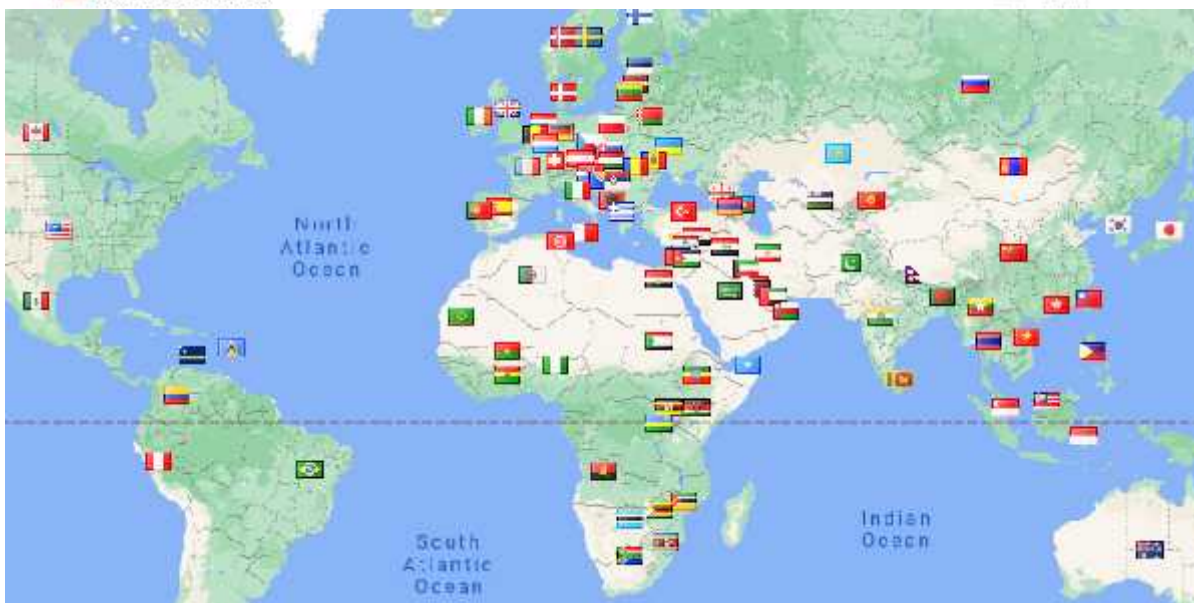 North
Atlantic
Ocean
South
Atlantic
Ocean
Indian
Ocean